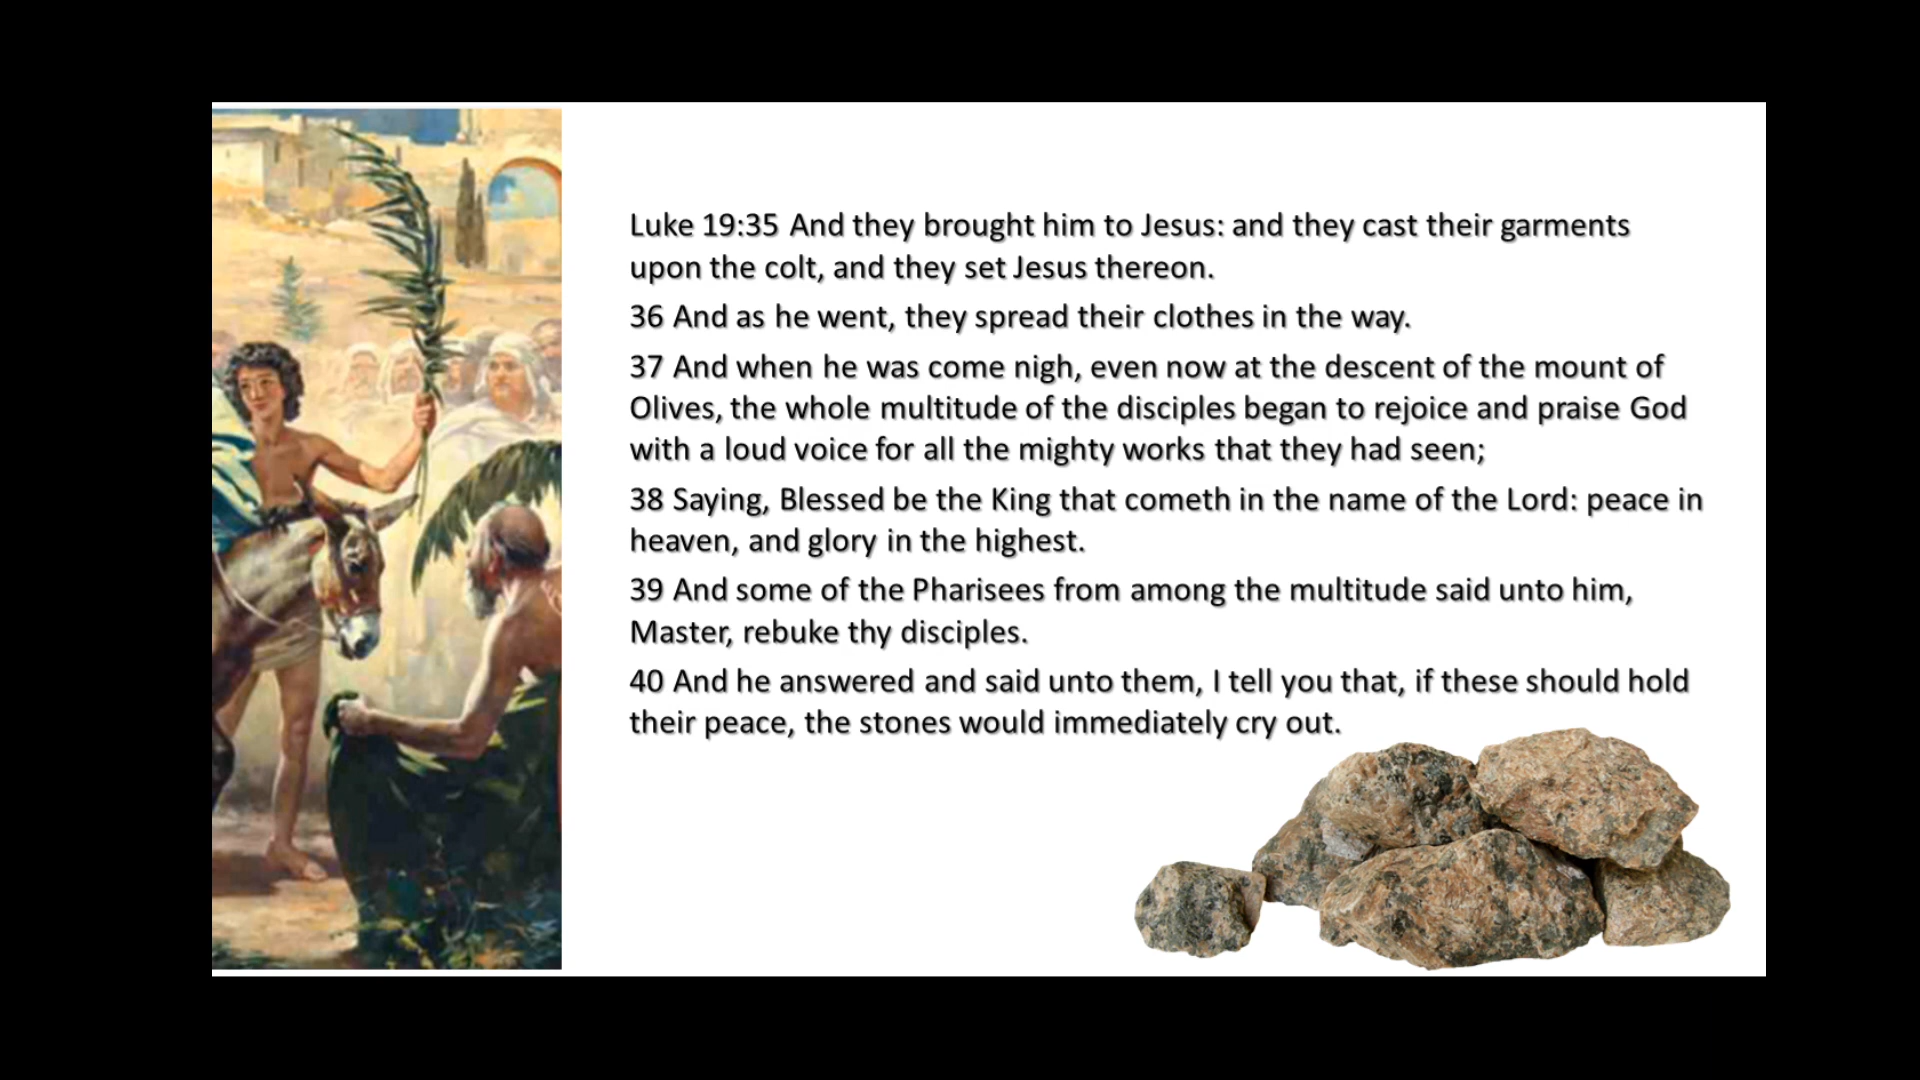 Luke 19:35 And they brought him to Jesus: and they cast their garments
upon the colt, and they set Jesus thereon.
36 And as he went, they spread their clothes in the way.
37 And when he was come nigh, even now at the descent of the mount of
Olives, the whole multitude of the disciples began to rejoice and praise God
with a loud voice for all the mighty works that they had seen;
38 Saying, Blessed be the King that cometh in the name of the Lord: peace in
heaven, and glory in the highest.
39 And some of the Pharisees from among the multitude said unto him,
Master, rebuke thy disciples.
40 And he answered and said unto them, I tell you that, if these should hold
their peace, the stones would immediately cry out.